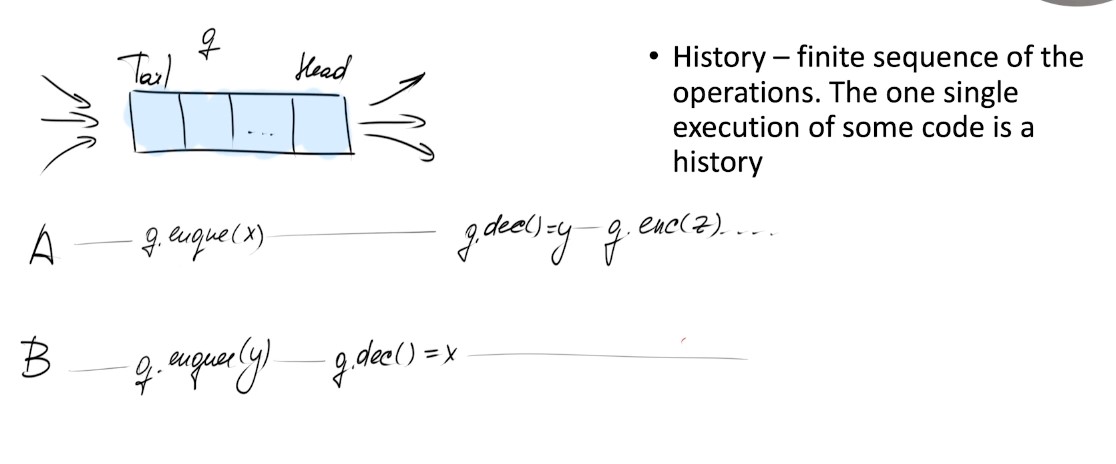 q
Tail Head
...
• History – finite sequence of the
operations. The one single
execution of some code is a
history
A q.enque(x) q.dec()=y q.enc(z)....
B q.enquee(y) q.dec()=x